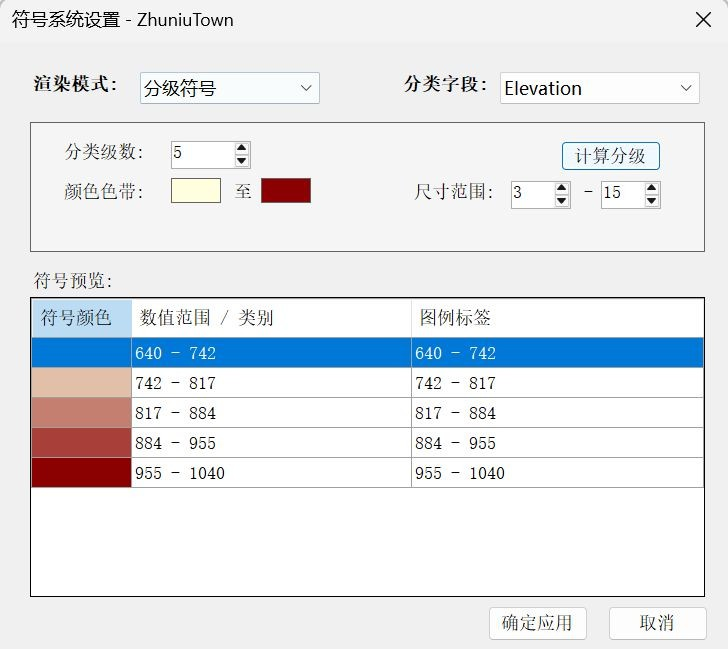 符号系统设置 - ZhuniuTown
渲染模式: 分级符号 分类字段: Elevation
分类级数: 5 计算分级
颜色色带: 至 尺寸范围: 3 - 15
符号预览:
符号颜色 数值范围 / 类别 图例标签
640 - 742 640 - 742
742 - 817 742 - 817
817 - 884 817 - 884
884 - 955 884 - 955
955 - 1040 955 - 1040
确定应用 取消